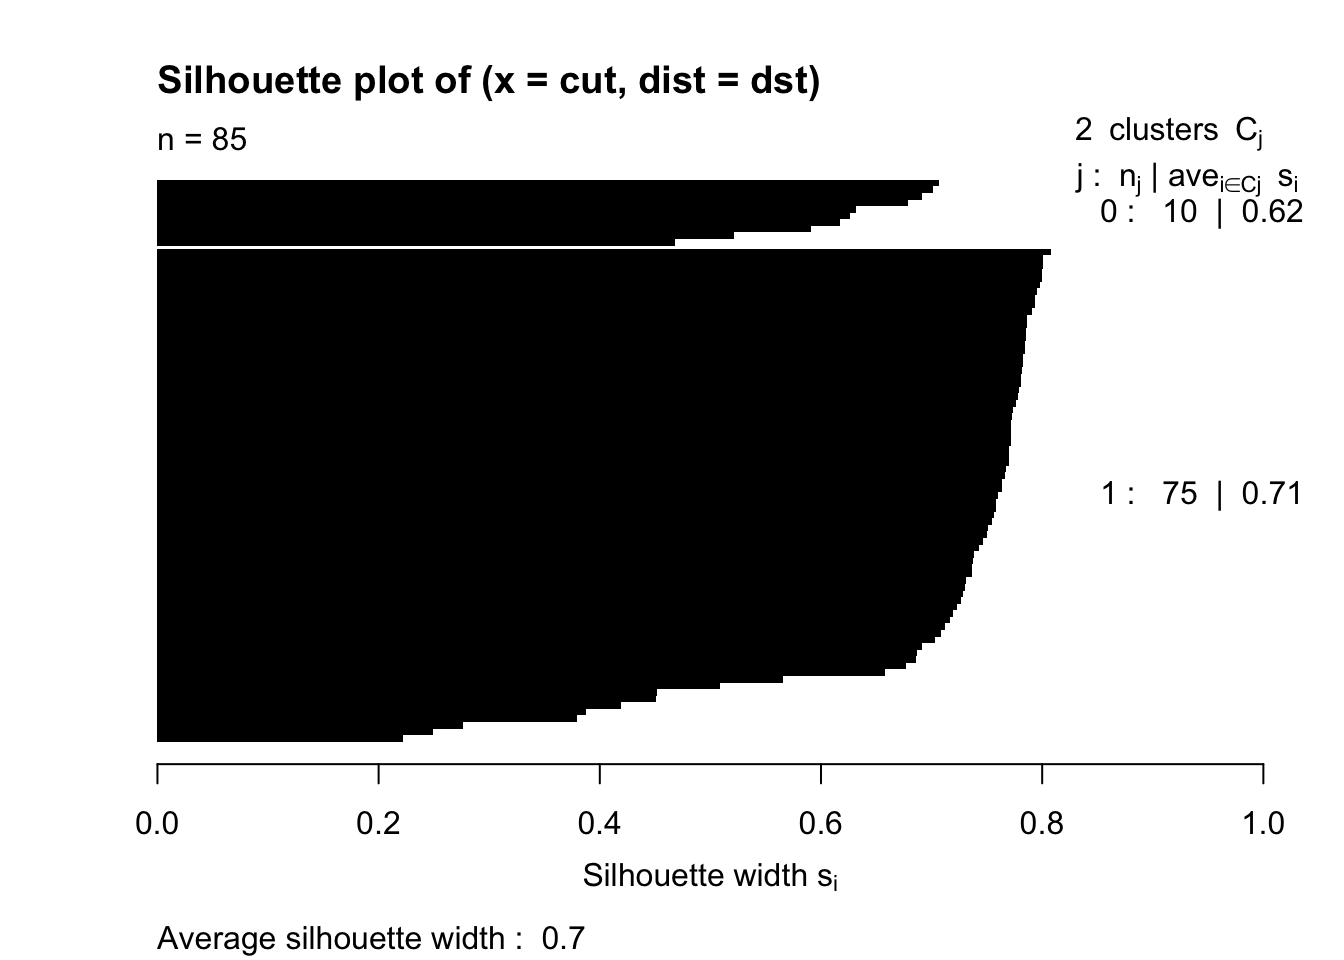 Silhouette plot of (x = cut, dist = dst)
n = 85
2 clusters Cj
j : nj | avei∈Cj si
0 : 10 | 0.62
1 : 75 | 0.71
0.0 0.2 0.4 0.6 0.8 1.0
Silhouette width si
Average silhouette width : 0.7